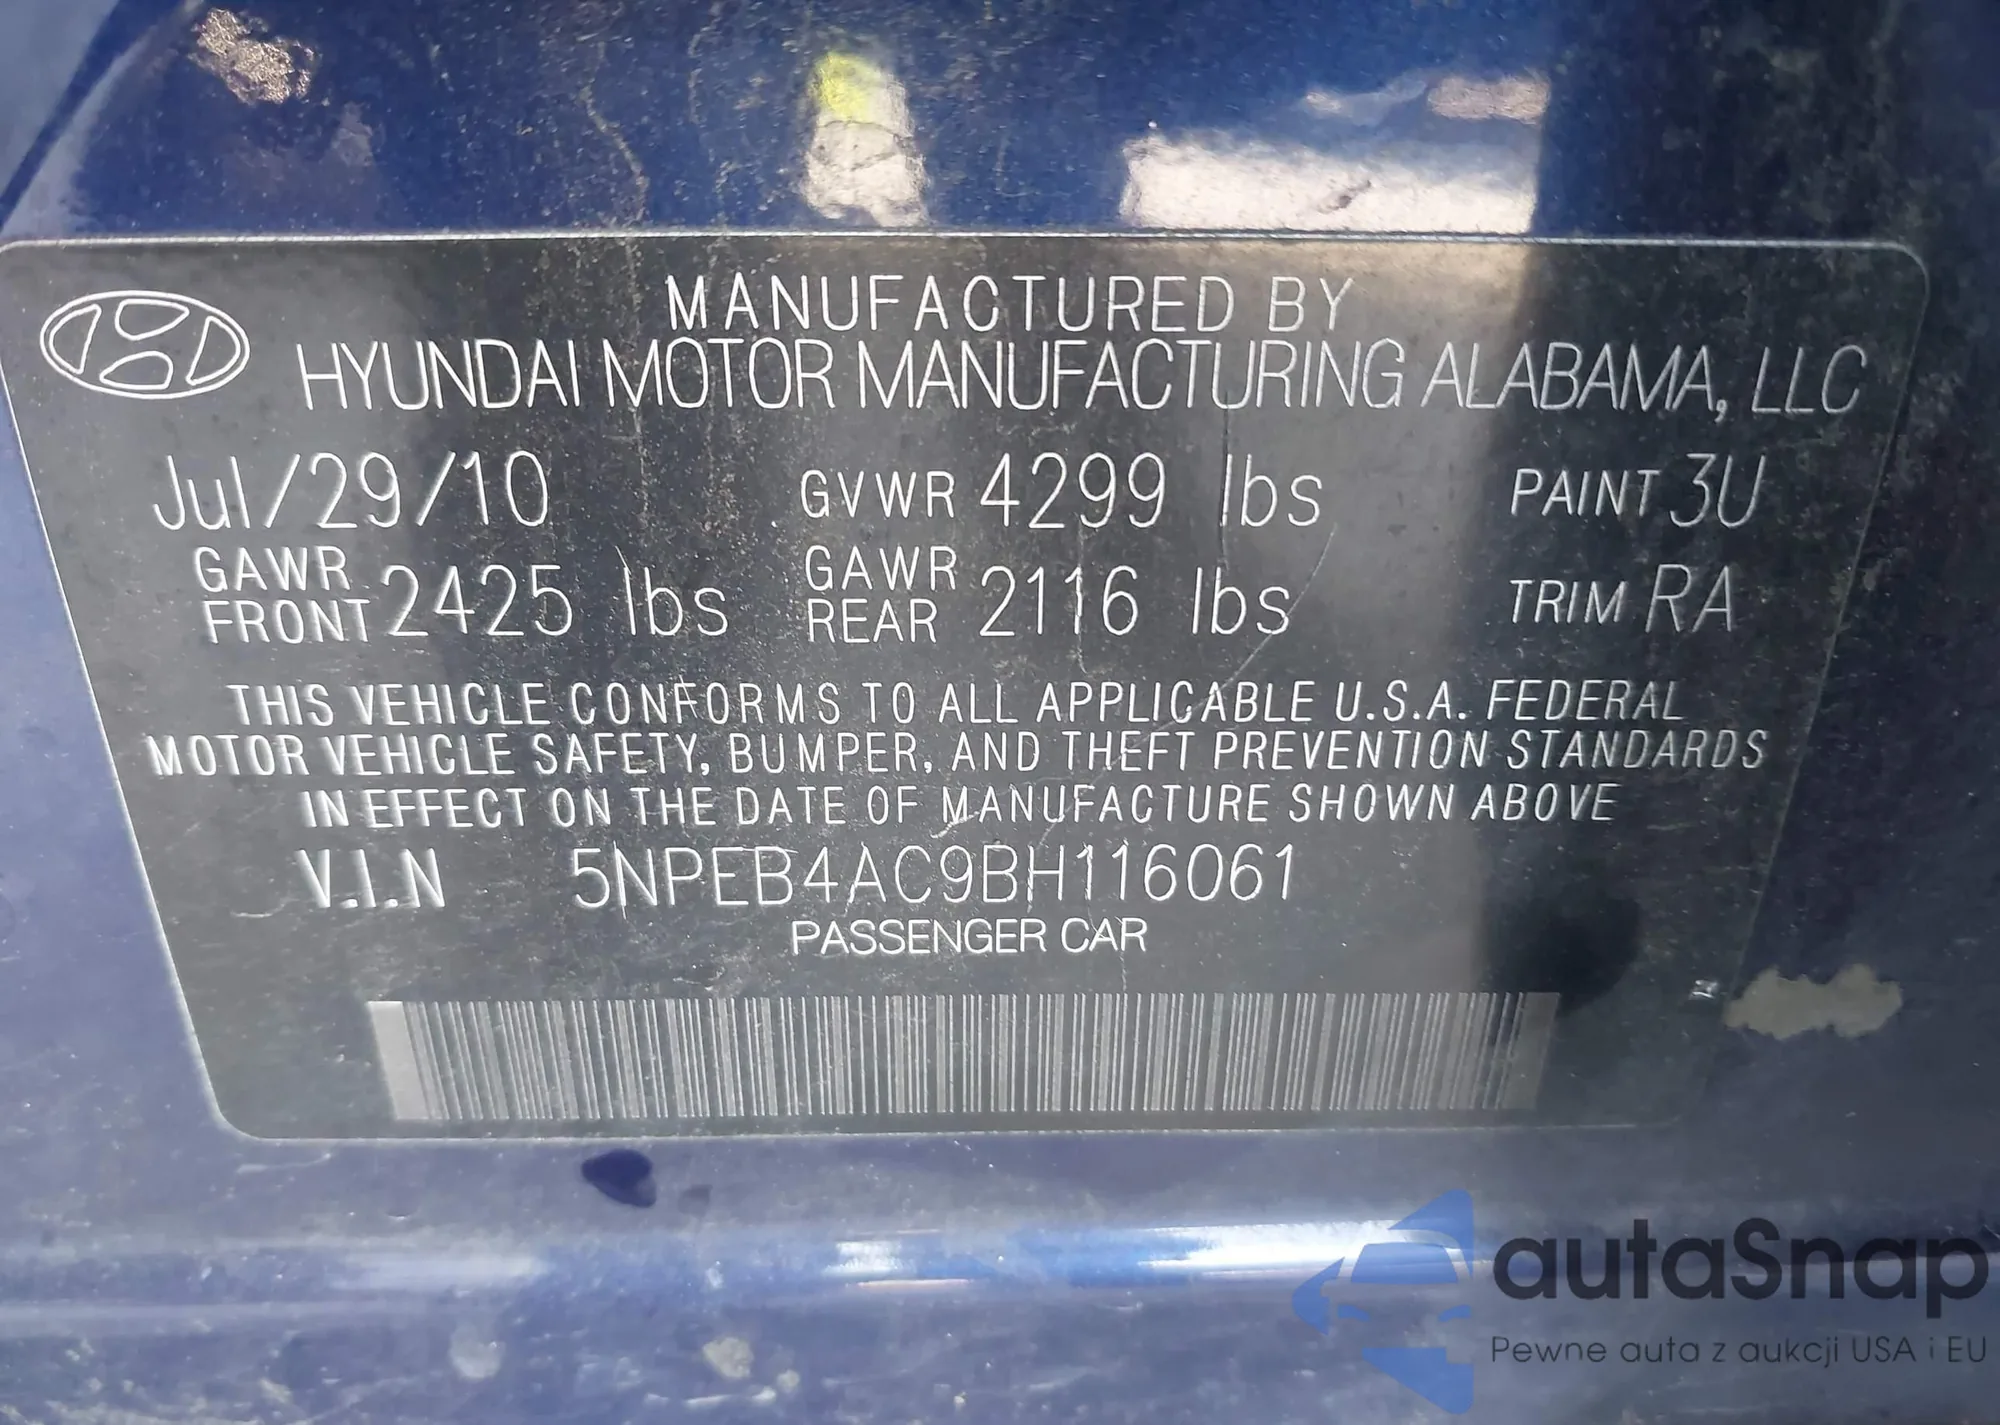 MANUFACTURED BY
HYUNDAI MOTOR MANUFACTURING ALABAMA, LLC
Jul/29/10 GVWR 4299 lbs PAINT 3U
GAWR FRONT 2425 lbs GAWR REAR 2116 lbs TRIM RA
THIS VEHICLE CONFORMS TO ALL APPLICABLE U.S.A. FEDERAL
MOTOR VEHICLE SAFETY, BUMPER, AND THEFT PREVENTION STANDARDS
IN EFFECT ON THE DATE OF MANUFACTURE SHOWN ABOVE
V.I.N 5NPEB4AC9BH116061
PASSENGER CAR
autaSnap
Pewne auta z aukcji USA i EU